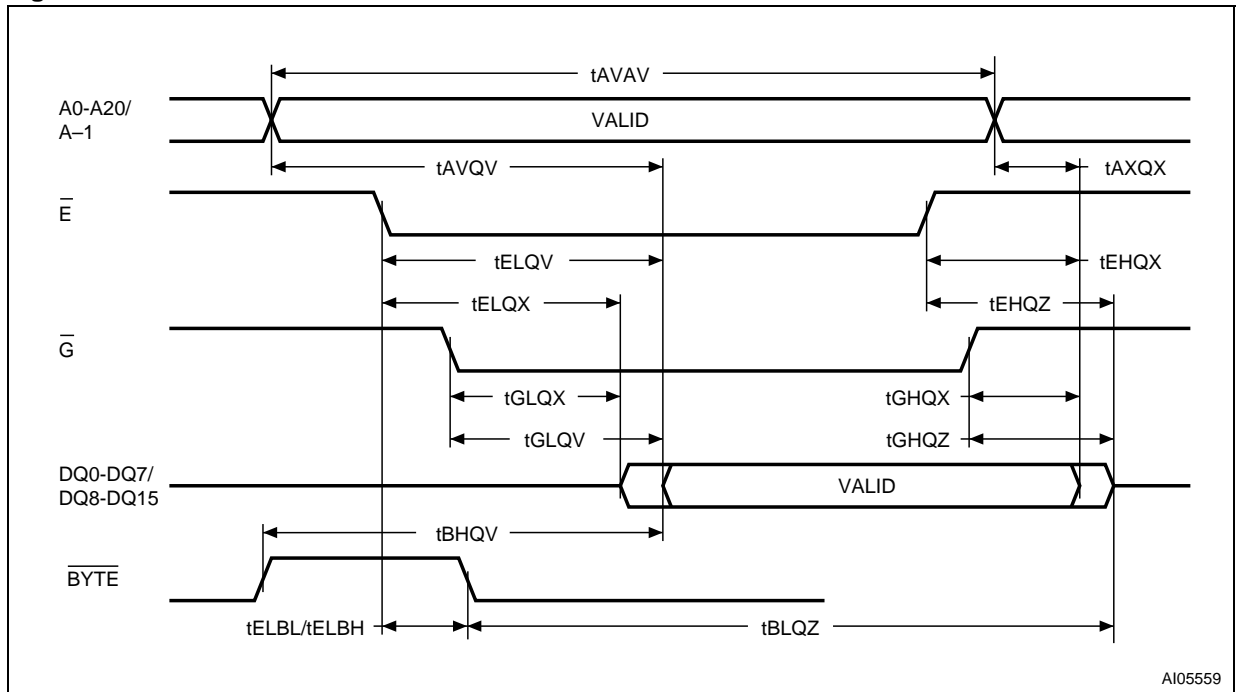 tAVAV
A0-A20/
A–1
VALID
tAVQV
tAXQX
E
tELQV
tEHQX
tELQX
tEHQZ
G
tGLQX
tGHQX
tGLQV
tGHQZ
DQ0-DQ7/
DQ8-DQ15
VALID
tBHQV
BYTE
tELBL/tELBH
tBLQZ
AI05559